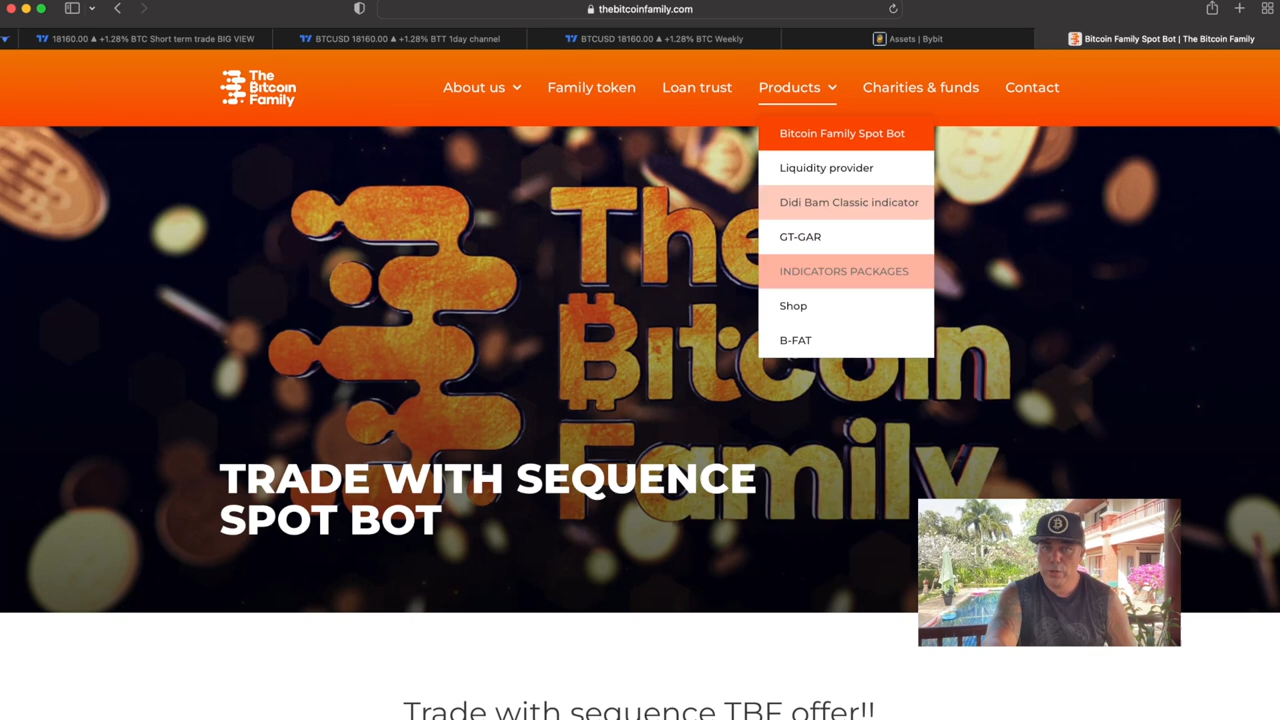 thebitcoinfamily.com
18160.00 ▲ +1.28% BTC Short term trade BIG VIEW
BTCUSD 18160.00 ▲ +1.28% BTT 1day channel
BTCUSD 18160.00 ▲ +1.28% BTC Weekly
Assets | Bybit
Bitcoin Family Spot Bot | The Bitcoin Family
The
Bitcoin
Family
About us
Family token
Loan trust
Products
Charities & funds
Contact
Bitcoin Family Spot Bot
Liquidity provider
Didi Bam Classic indicator
GT-GAR
INDICATORS PACKAGES
Shop
B-FAT
The
Bitcoin
Family
TRADE WITH SEQUENCE
SPOT BOT
Trade with sequence TBF offer!!